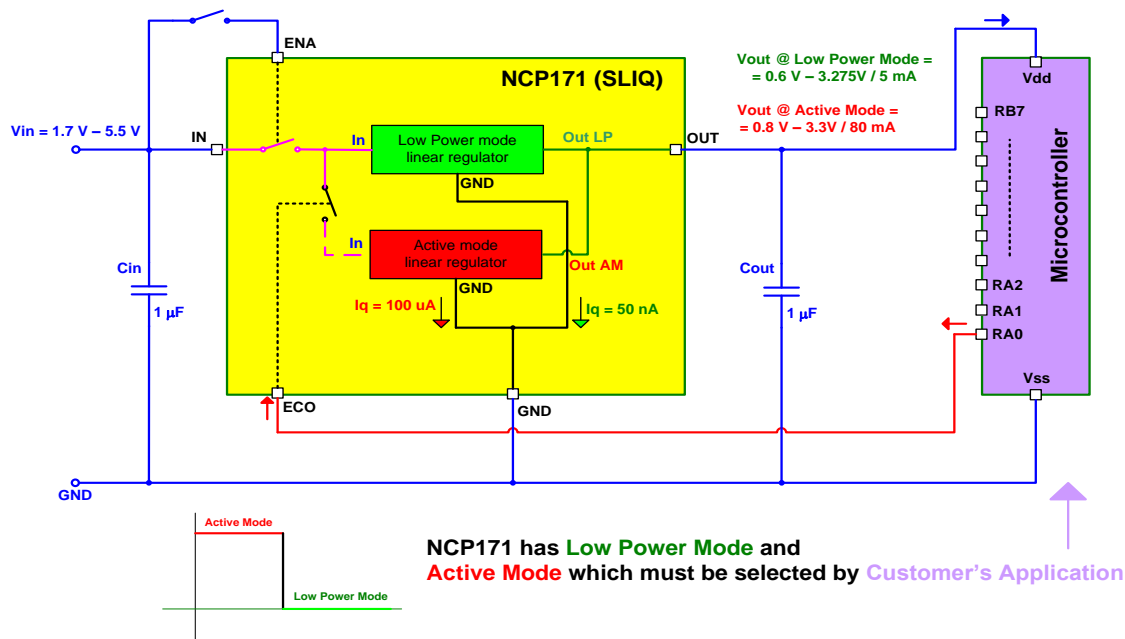 ENA
NCP171 (SLIQ)
Vout @ Low Power Mode =
= 0.6 V – 3.275V / 5 mA
Vout @ Active Mode =
= 0.8 V – 3.3V / 80 mA
Vdd
RB7
Vin = 1.7 V – 5.5 V
IN
In
Low Power mode
linear regulator
Out LP
OUT
GND
Microcontroller
In
Active mode
linear regulator
Out AM
GND
Cin
1 µF
Iq = 100 uA
Iq = 50 nA
Cout
1 µF
RA2
RA1
RA0
Vss
ECO
GND
GND
Active Mode
Low Power Mode
NCP171 has Low Power Mode and
Active Mode which must be selected by Customer's Application